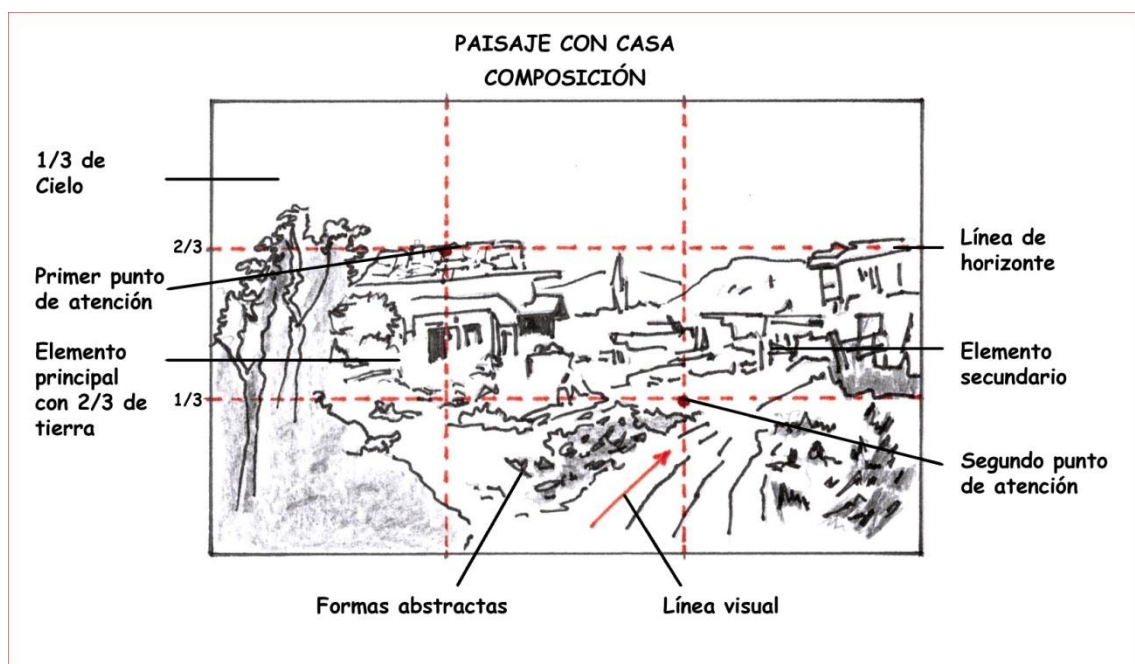 PAISAJE CON CASA
COMPOSICIÓN
1/3 de
Cielo
2/3
Línea de
horizonte
Primer punto
de atención
Elemento
principal
con 2/3 de
tierra
Elemento
secundario
1/3
Segundo punto
de atención
Formas abstractas
Línea visual